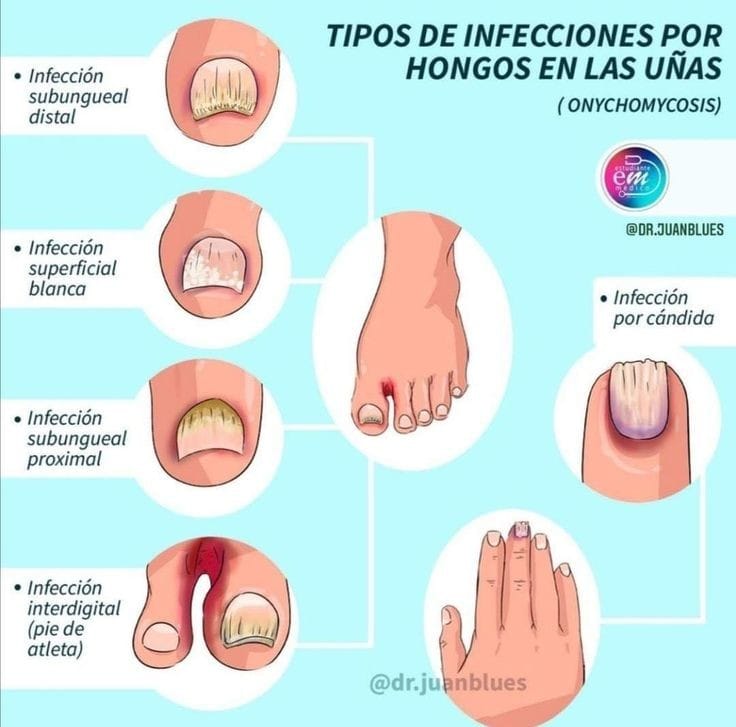 TIPOS DE INFECCIONES POR
HONGOS EN LAS UÑAS
( ONYCHOMYCOSIS)
estudiante
em
médico
@DR.JUANBLUES
• Infección
subungueal
distal
• Infección
superficial
blanca
• Infección
subungueal
proximal
• Infección
interdigital
(pie de
atleta)
• Infección
por cándida
@dr.juanblues